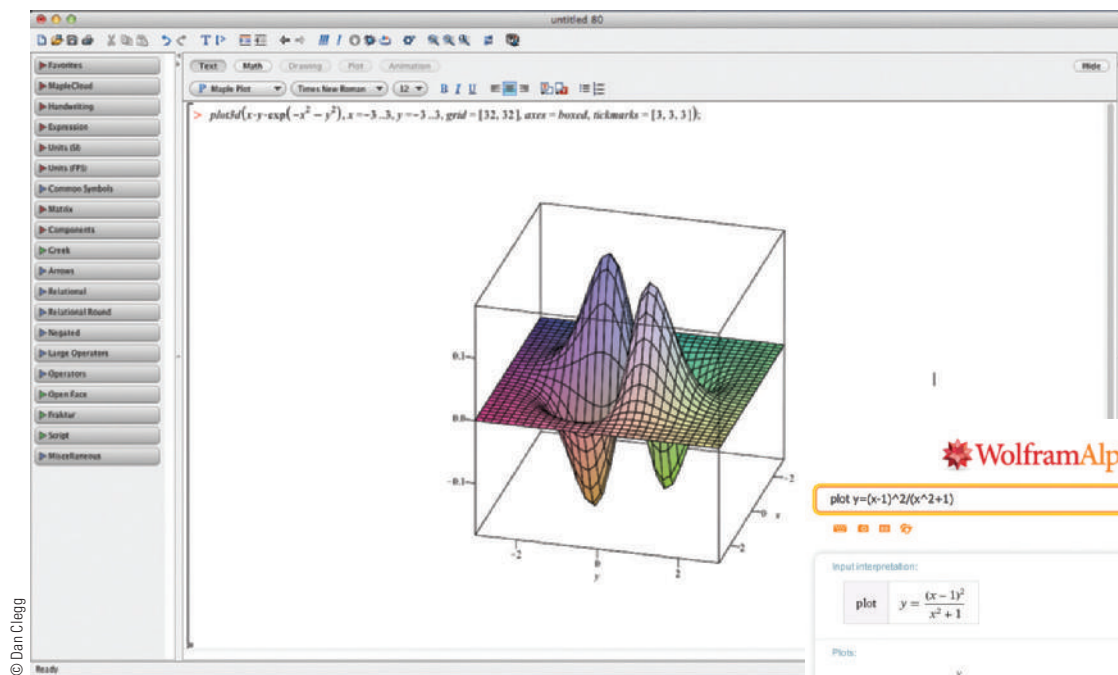 untitled 80
Favorites
MapleCloud
Handwriting
Expression
Units (SI)
Units (FPS)
Common Symbols
Matrix
Components
Greek
Arrows
Relational
Relational Round
Negated
Large Operators
Operators
Open Face
Fraktur
Script
Miscellaneous
Text Math Drawing Plot Animation Hide
P Maple Plot Times New Roman 12 B I U
> plot3d(x·y·exp(−x² − y²), x = −3 ..3, y = −3 ..3, grid = [32, 32], axes = boxed, tickmarks = [3, 3, 3]);
0.1
0.0
-0.1
-2
0
2
y
-2
0
2
x
WolframAlp
plot y=(x-1)^2/(x^2+1)
Input interpretation:
plot y = (x − 1)² / x² + 1
Plots:
y
Ready
© Dan Clegg